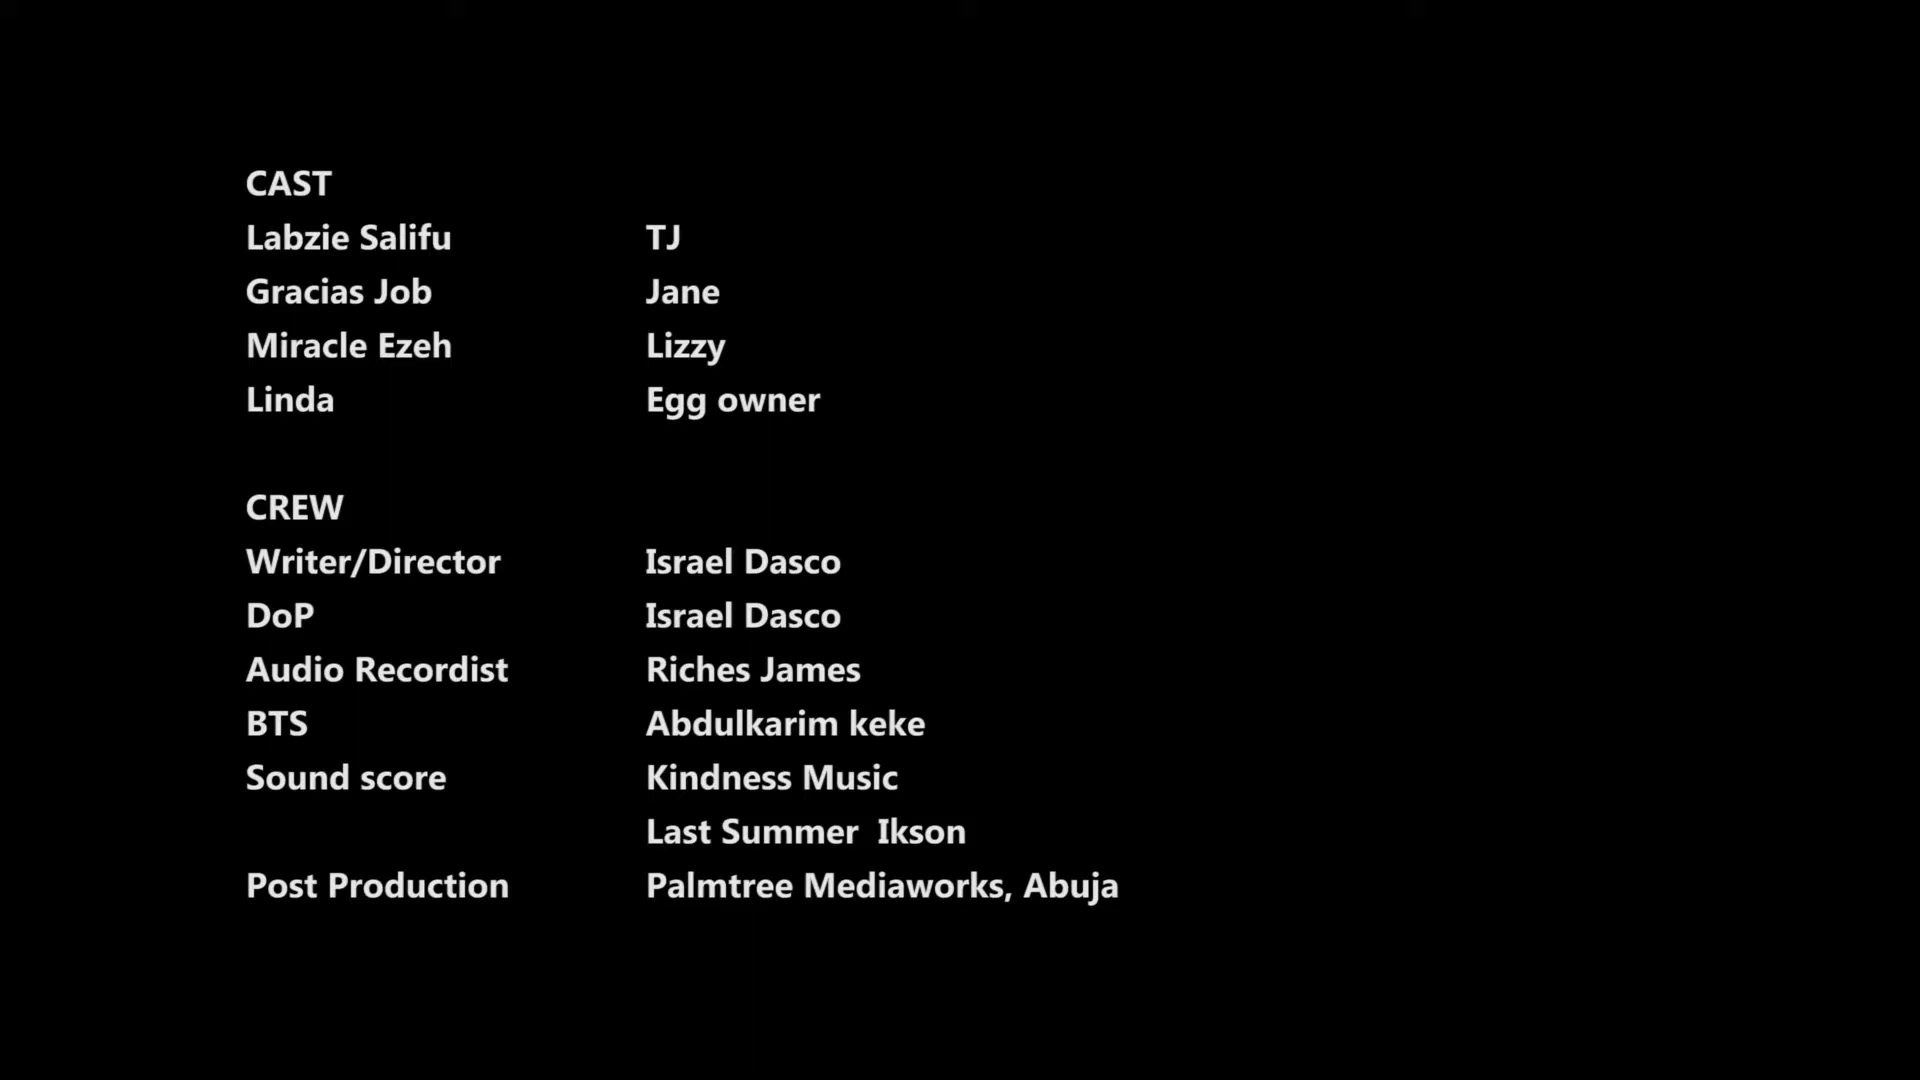 CAST
Labzie Salifu TJ
Gracias Job Jane
Miracle Ezeh Lizzy
Linda Egg owner
CREW
Writer/Director Israel Dasco
DoP Israel Dasco
Audio Recordist Riches James
BTS Abdulkarim keke
Sound score Kindness Music
Last Summer Ikson
Post Production Palmtree Mediaworks, Abuja